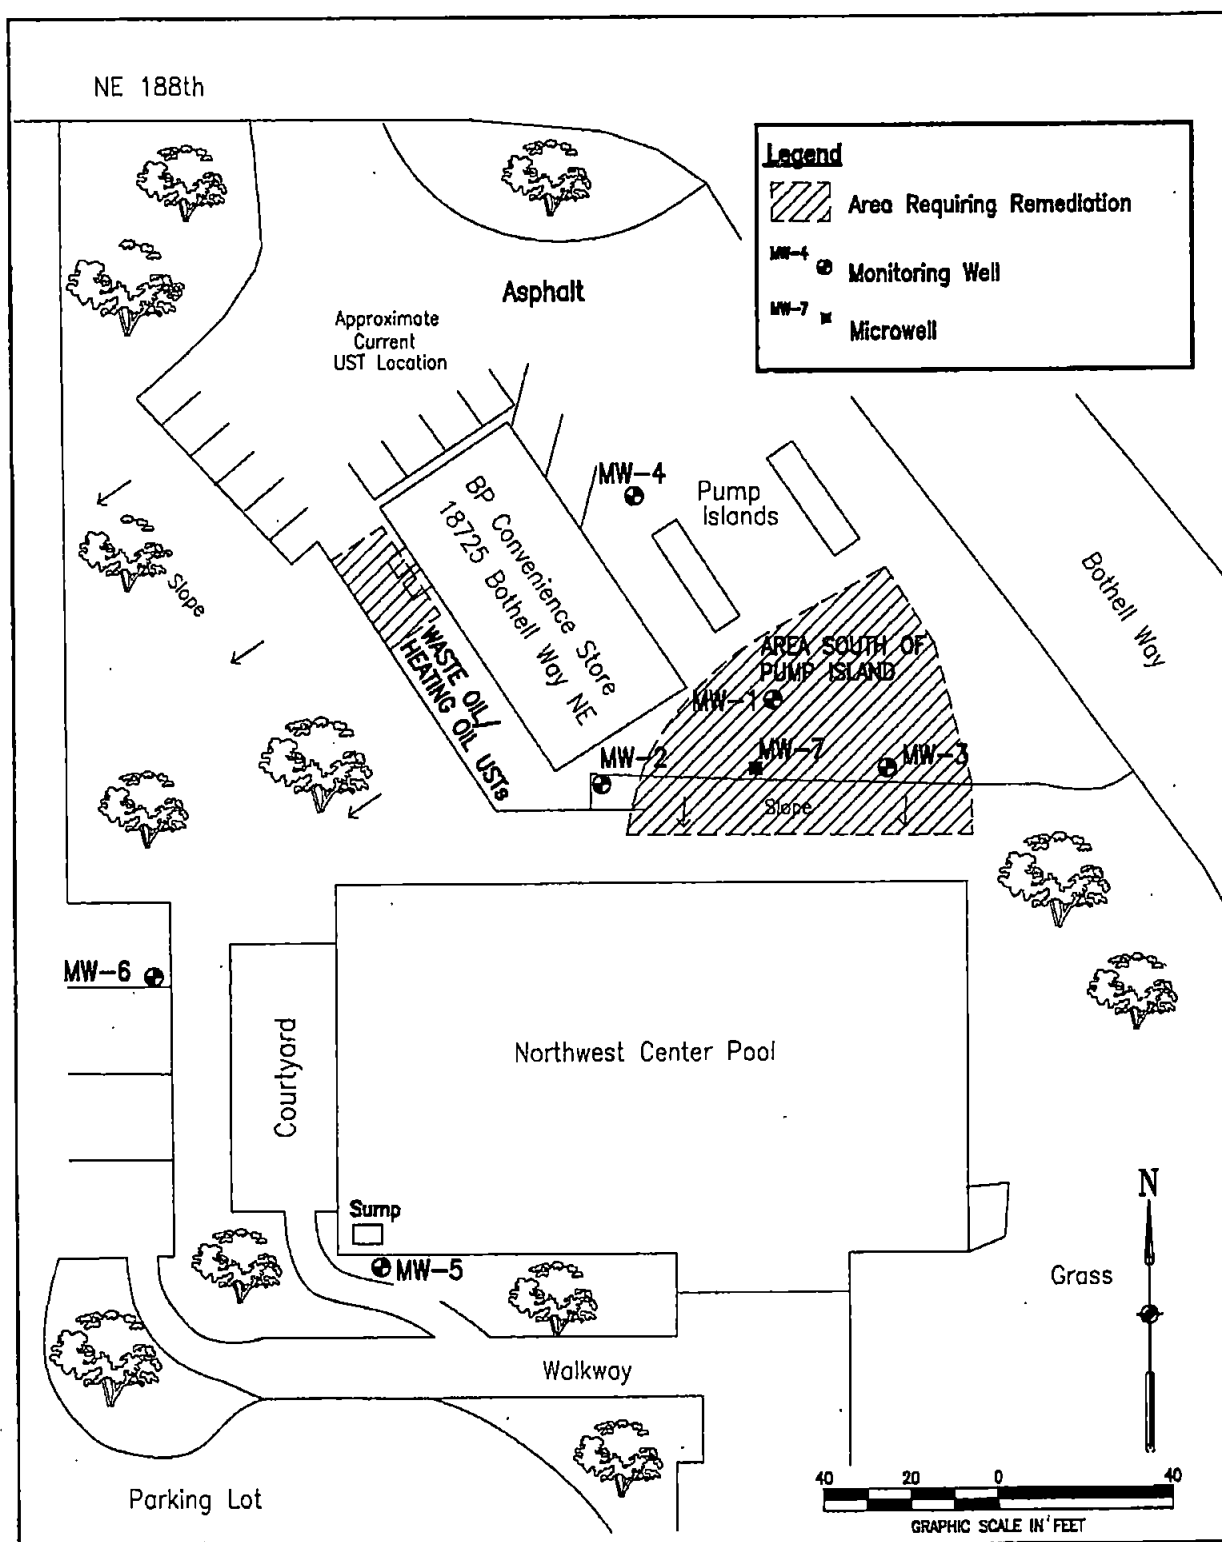 NE 188th
Legend
Area Requiring Remediation
MW-4
Monitoring Well
MW-7
Microwell
Asphalt
Approximate
Current
UST Location
MW-4
Pump
Islands
BP Convenience Store
18725 Bothell Way NE
Bothell Way
Slope
WASTE OIL/
HEATING OIL USTs
AREA SOUTH OF
PUMP ISLAND
MW-1
MW-2
MW-7
MW-3
Slope
MW-6
Courtyard
Northwest Center Pool
Sump
MW-5
N
Grass
Walkway
Parking Lot
40 20 0 40
GRAPHIC SCALE IN FEET